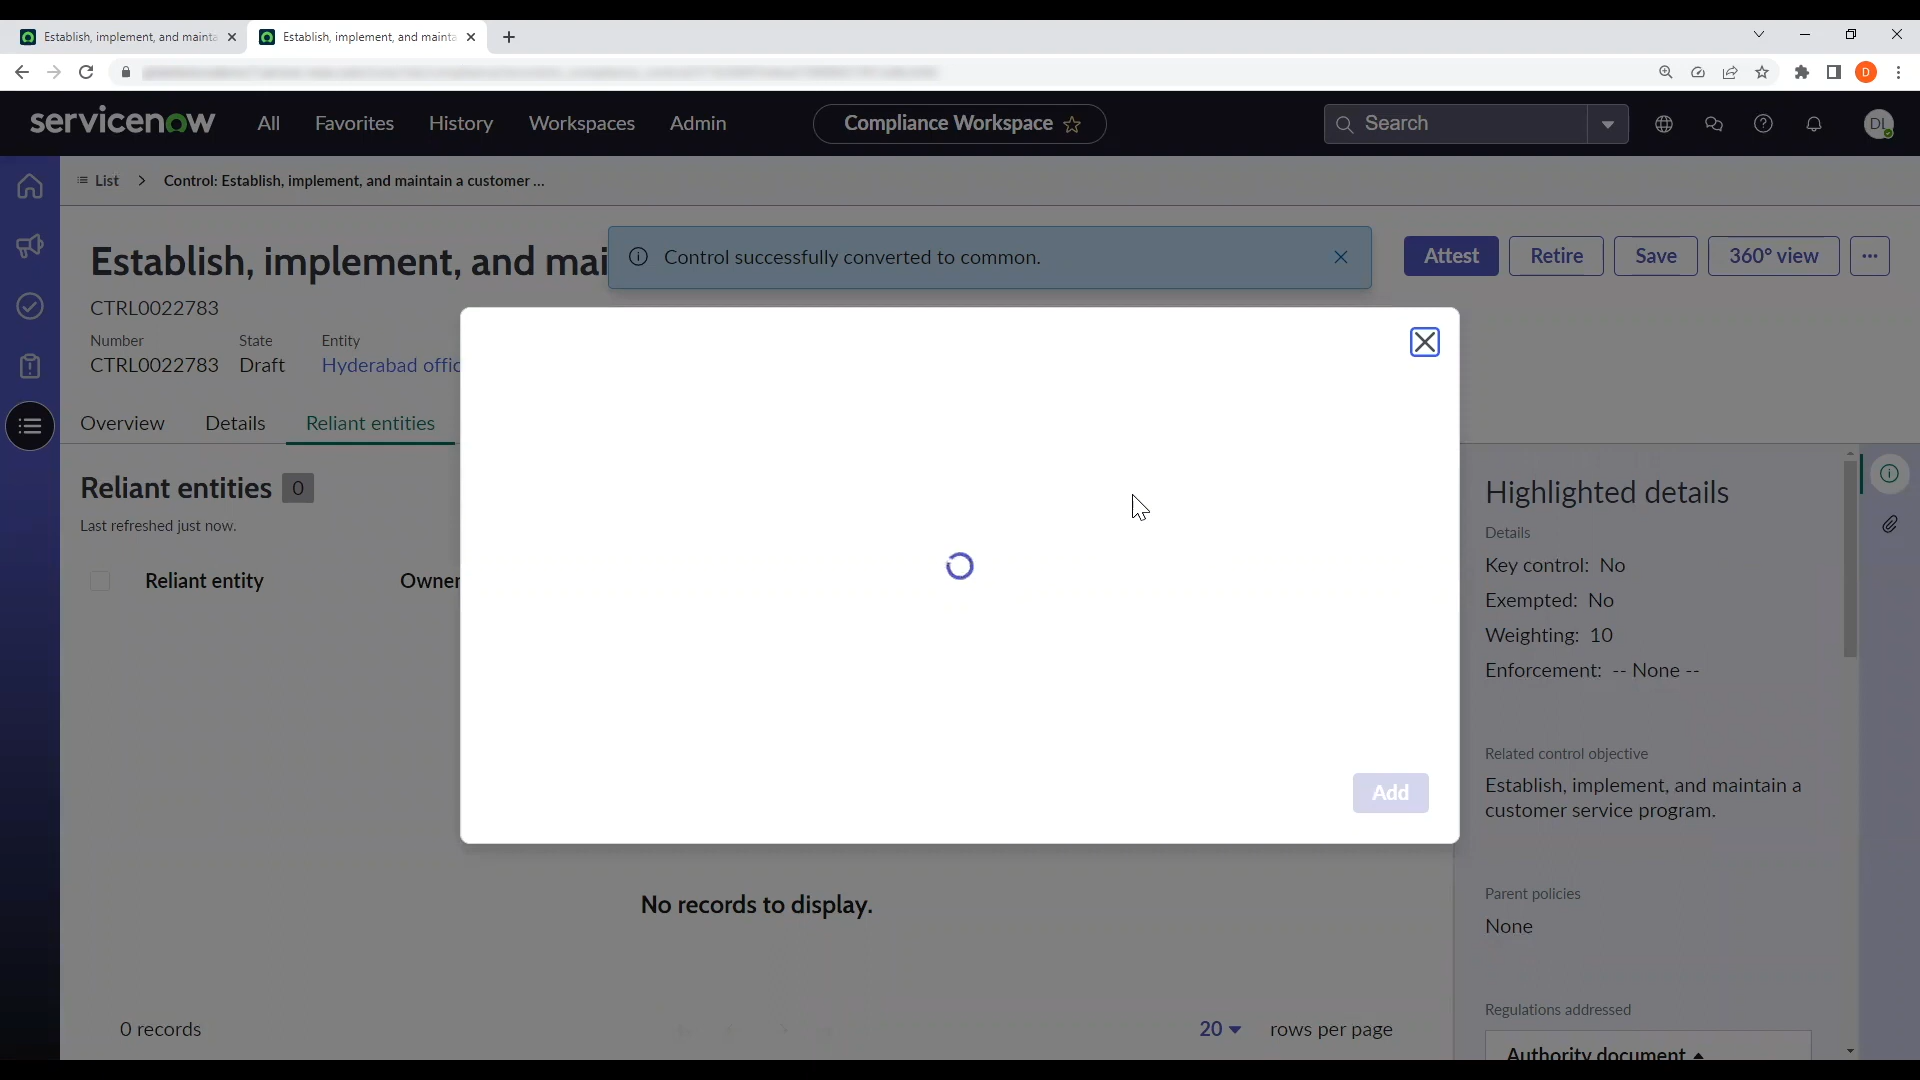 Establish, implement, and mainta
Establish, implement, and mainta
D
servicenow
All
Favorites
History
Workspaces
Admin
Compliance Workspace
Search
DL
List
Control: Establish, implement, and maintain a customer ...
Establish, implement, and mai
Control successfully converted to common.
Attest
Retire
Save
360° view
CTRL0022783
Number
State
Entity
CTRL0022783
Draft
Hyderabad offic
Overview
Details
Reliant entities
Reliant entities 0
Last refreshed just now.
Reliant entity
Owner
Add
No records to display.
0 records
20
rows per page
Highlighted details
Details
Key control: No
Exempted: No
Weighting: 10
Enforcement: -- None --
Related control objective
Establish, implement, and maintain a
customer service program.
Parent policies
None
Regulations addressed
Authority document